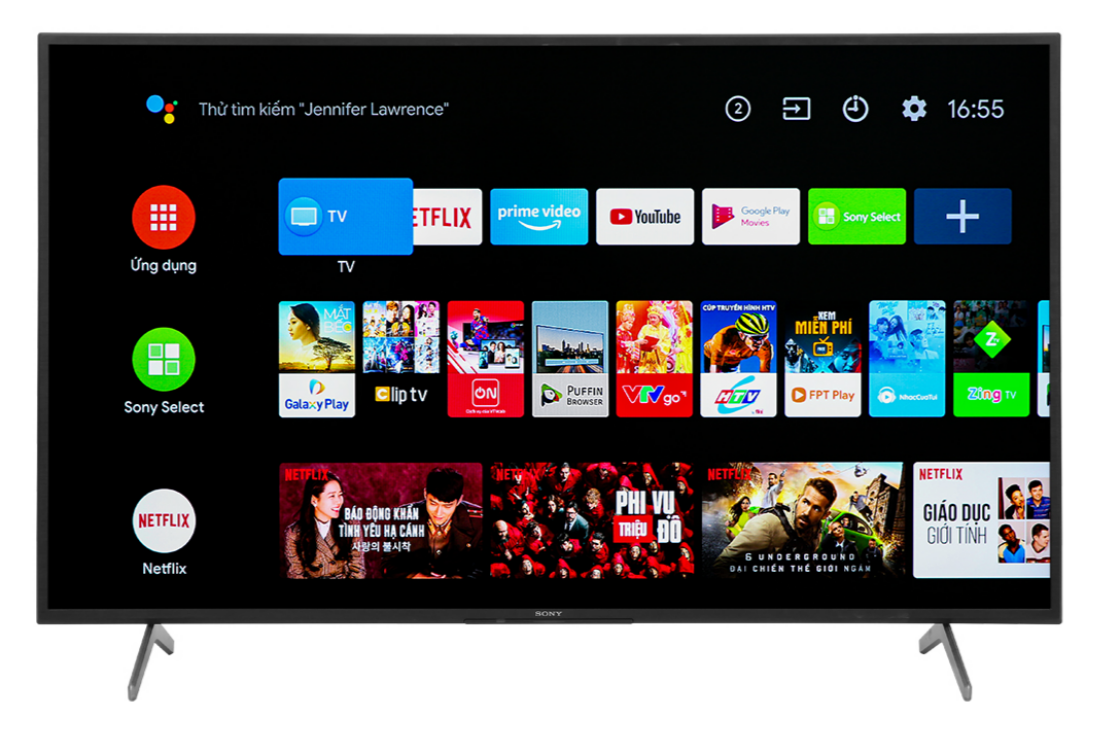 Thử tìm kiếm "Jennifer Lawrence"
2
16:55
TV
NETFLIX
prime video
YouTube
Google Play
Movies
Sony Select
Ứng dụng
TV
MẮT
BIẾC
CÚP TRUYỀN HÌNH HTV
XEM
MIỄN PHÍ
Galaxy Play
Clip tv
ON
PUFFIN
BROWSER
VTV go
HTV
FPT Play
NhacCuaTui
Zing TV
Sony Select
NETFLIX
BÁO ĐỘNG KHẨN
TÌNH YÊU HẠ CÁNH
사랑의 불시착
NETFLIX
PHI VỤ
TRIỆU ĐÔ
NETFLIX
6 UNDERGROUND
ĐẠI CHIẾN THẾ GIỚI NGẦM
NETFLIX
GIÁO DỤC
GIỚI TÍNH
NETFLIX
Netflix
SONY